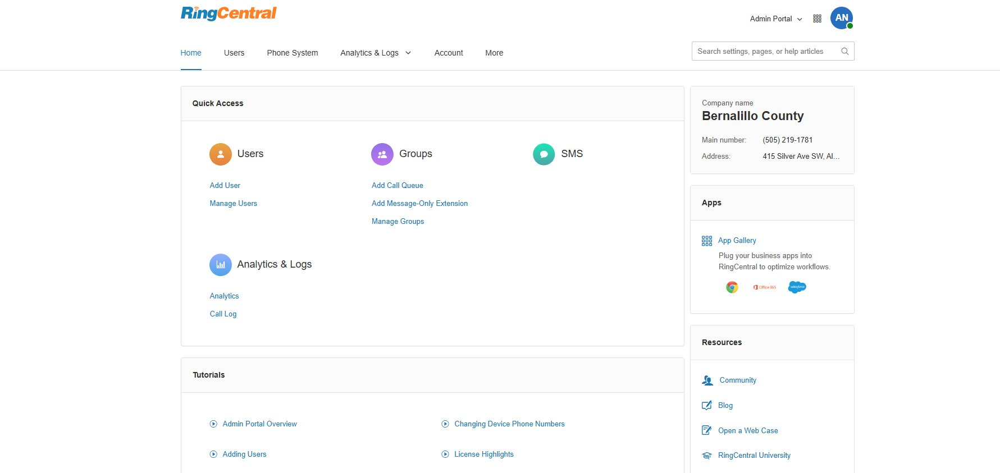 RingCentral
Admin Portal
AN
Home
Users
Phone System
Analytics & Logs
Account
More
Search settings, pages, or help articles
Quick Access
Users
Add User
Manage Users
Groups
Add Call Queue
Add Message-Only Extension
Manage Groups
SMS
Analytics & Logs
Analytics
Call Log
Tutorials
Admin Portal Overview
Changing Device Phone Numbers
Adding Users
License Highlights
Company name
Bernalillo County
Main number: (505) 219-1781
Address: 415 Silver Ave SW, Al...
Apps
App Gallery
Plug your business apps into
RingCentral to optimize workflows.
Office 365
salesforce
Resources
Community
Blog
Open a Web Case
RingCentral University